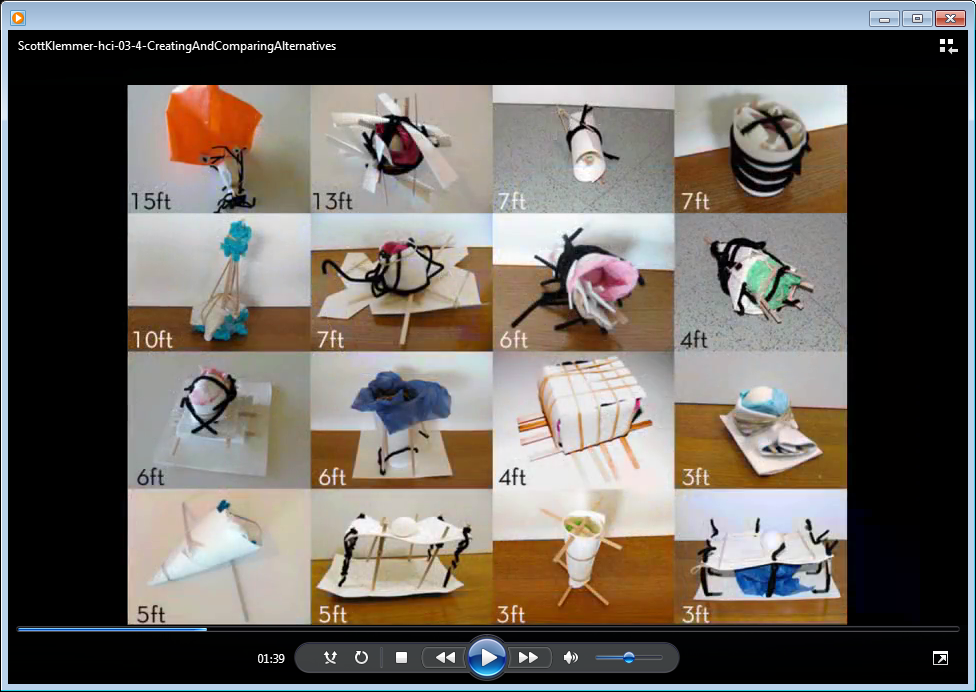 ScottKlemmer-hci-03-4-CreatingAndComparingAlternatives
15ft
13ft
7ft
7ft
10ft
7ft
6ft
4ft
6ft
6ft
4ft
3ft
5ft
5ft
3ft
3ft
01:39